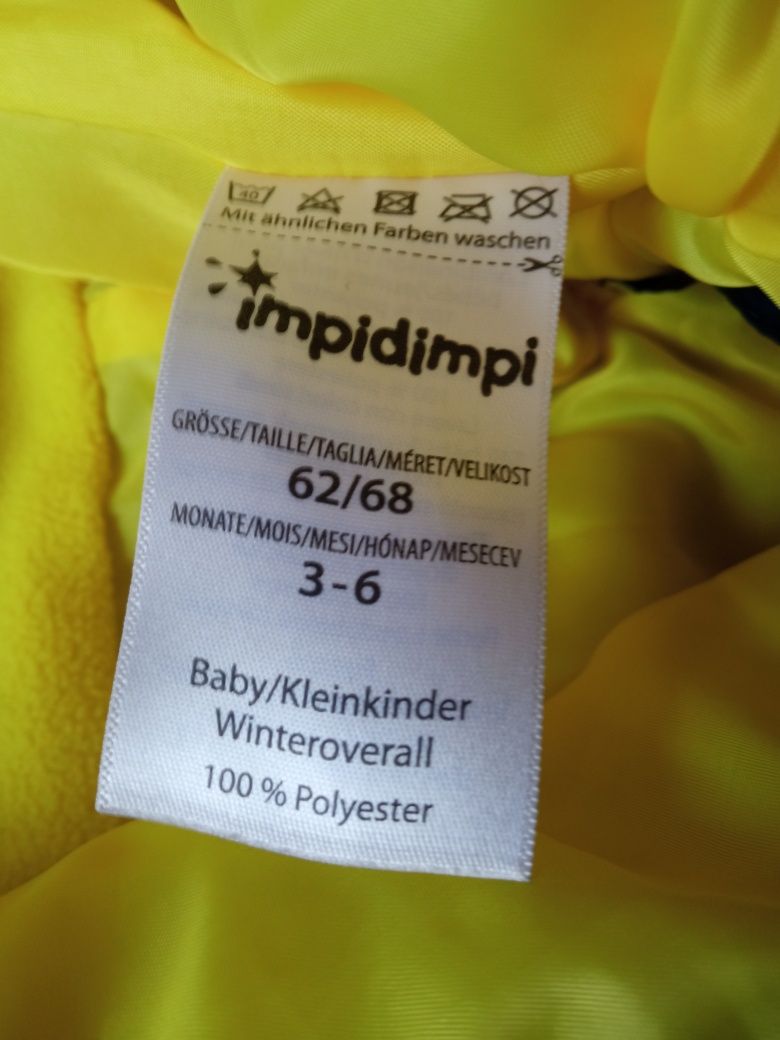 40
Mit ähnlichen Farben waschen
impidimpi
GRÖSSE/TAILLE/TAGLIA/MÉRET/VELIKOST
62/68
MONATE/MOIS/MESI/HÓNAP/MESECEV
3-6
Baby/Kleinkinder
Winteroverall
100 % Polyester